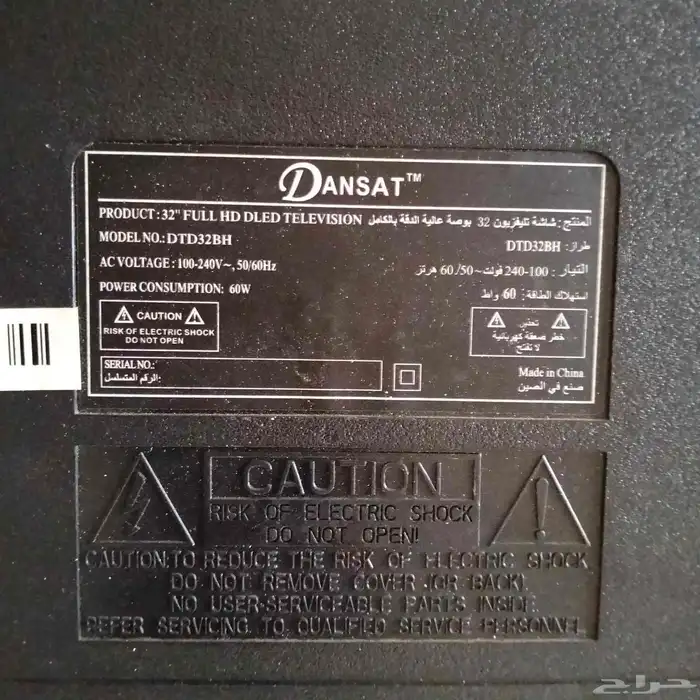 DANSAT™
PRODUCT : 32" FULL HD DLED TELEVISION
المنتج : شاشة تليفزيون 32 بوصة عالية الدقة بالكامل
MODEL NO.: DTD32BH
طراز: DTD32BH
AC VOLTAGE : 100-240V~, 50/60Hz
التيار : 100-240 فولت~ 50/60 هرتز
POWER CONSUMPTION: 60W
استهلاك الطاقة: 60 واط
CAUTION
RISK OF ELECTRIC SHOCK
DO NOT OPEN
تحذير
خطر صعقة كهربائية
لا تفتح
SERIAL NO.:
الرقم المتسلسل:
Made in China
صنع في الصين
CAUTION
RISK OF ELECTRIC SHOCK
DO NOT OPEN!
CAUTION:TO REDUCE THE RISK OF ELECTRIC SHOCK,
DO NOT REMOVE COVER (OR BACK).
NO USER-SERVICEABLE PARTS INSIDE.
REFER SERVICING TO QUALIFIED SERVICE PERSONNEL
حراج